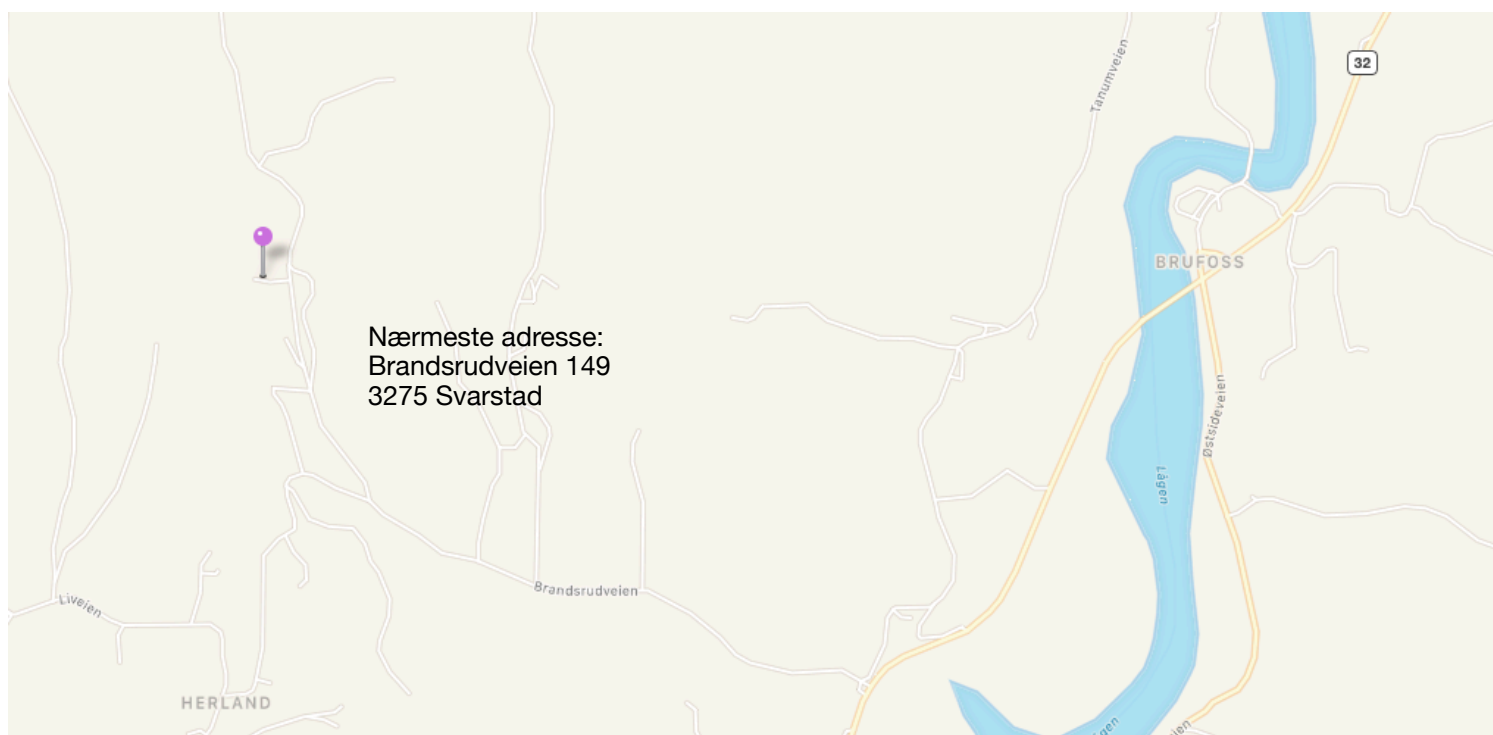 32
Tanumveien
BRUFOSS
Nærmeste adresse:
Brandsrudveien 149
3275 Svarstad
Østsideveien
Lågen
Brandsrudveien
Liveien
HERLAND